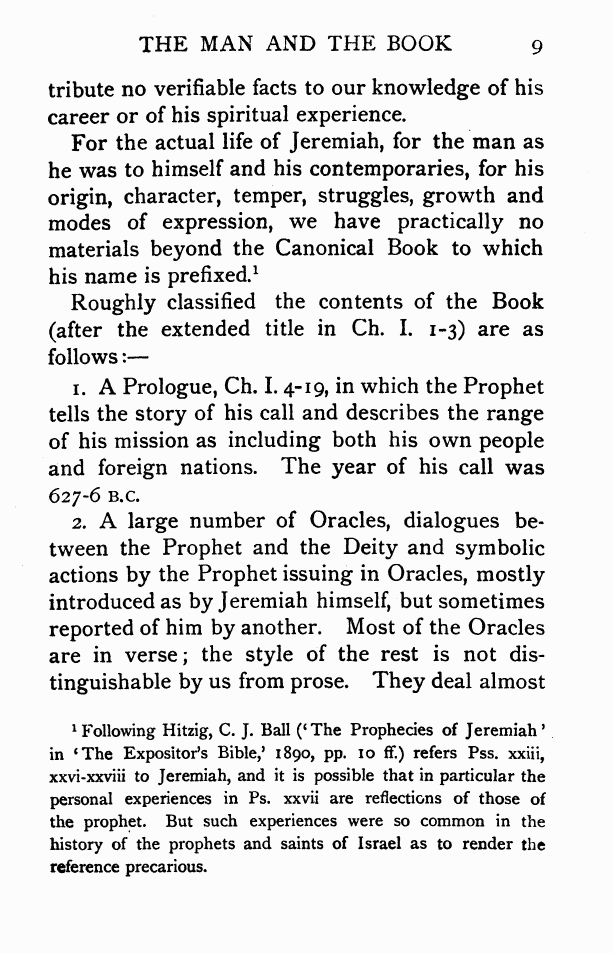 THE MAN AND THE BOOK 9
tribute no verifiable facts to our knowledge of his
career or of his spiritual experience.
For the actual life of Jeremiah, for the man as
he was to himself and his contemporaries, for his
origin, character, temper, struggles, growth and
modes of expression, we have practically no
materials beyond the Canonical Book to which
his name is prefixed.¹
Roughly classified the contents of the Book
(after the extended title in Ch. I. 1-3) are as
follows :—
1. A Prologue, Ch. I. 4-19, in which the Prophet
tells the story of his call and describes the range
of his mission as including both his own people
and foreign nations. The year of his call was
627-6 B.C.
2. A large number of Oracles, dialogues be-
tween the Prophet and the Deity and symbolic
actions by the Prophet issuing in Oracles, mostly
introduced as by Jeremiah himself, but sometimes
reported of him by another. Most of the Oracles
are in verse; the style of the rest is not dis-
tinguishable by us from prose. They deal almost
¹ Following Hitzig, C. J. Ball (‘The Prophecies of Jeremiah’
in ‘The Expositor’s Bible,’ 1890, pp. 10 ff.) refers Pss. xxiii,
xxvi-xxviii to Jeremiah, and it is possible that in particular the
personal experiences in Ps. xxvii are reflections of those of
the prophet. But such experiences were so common in the
history of the prophets and saints of Israel as to render the
reference precarious.